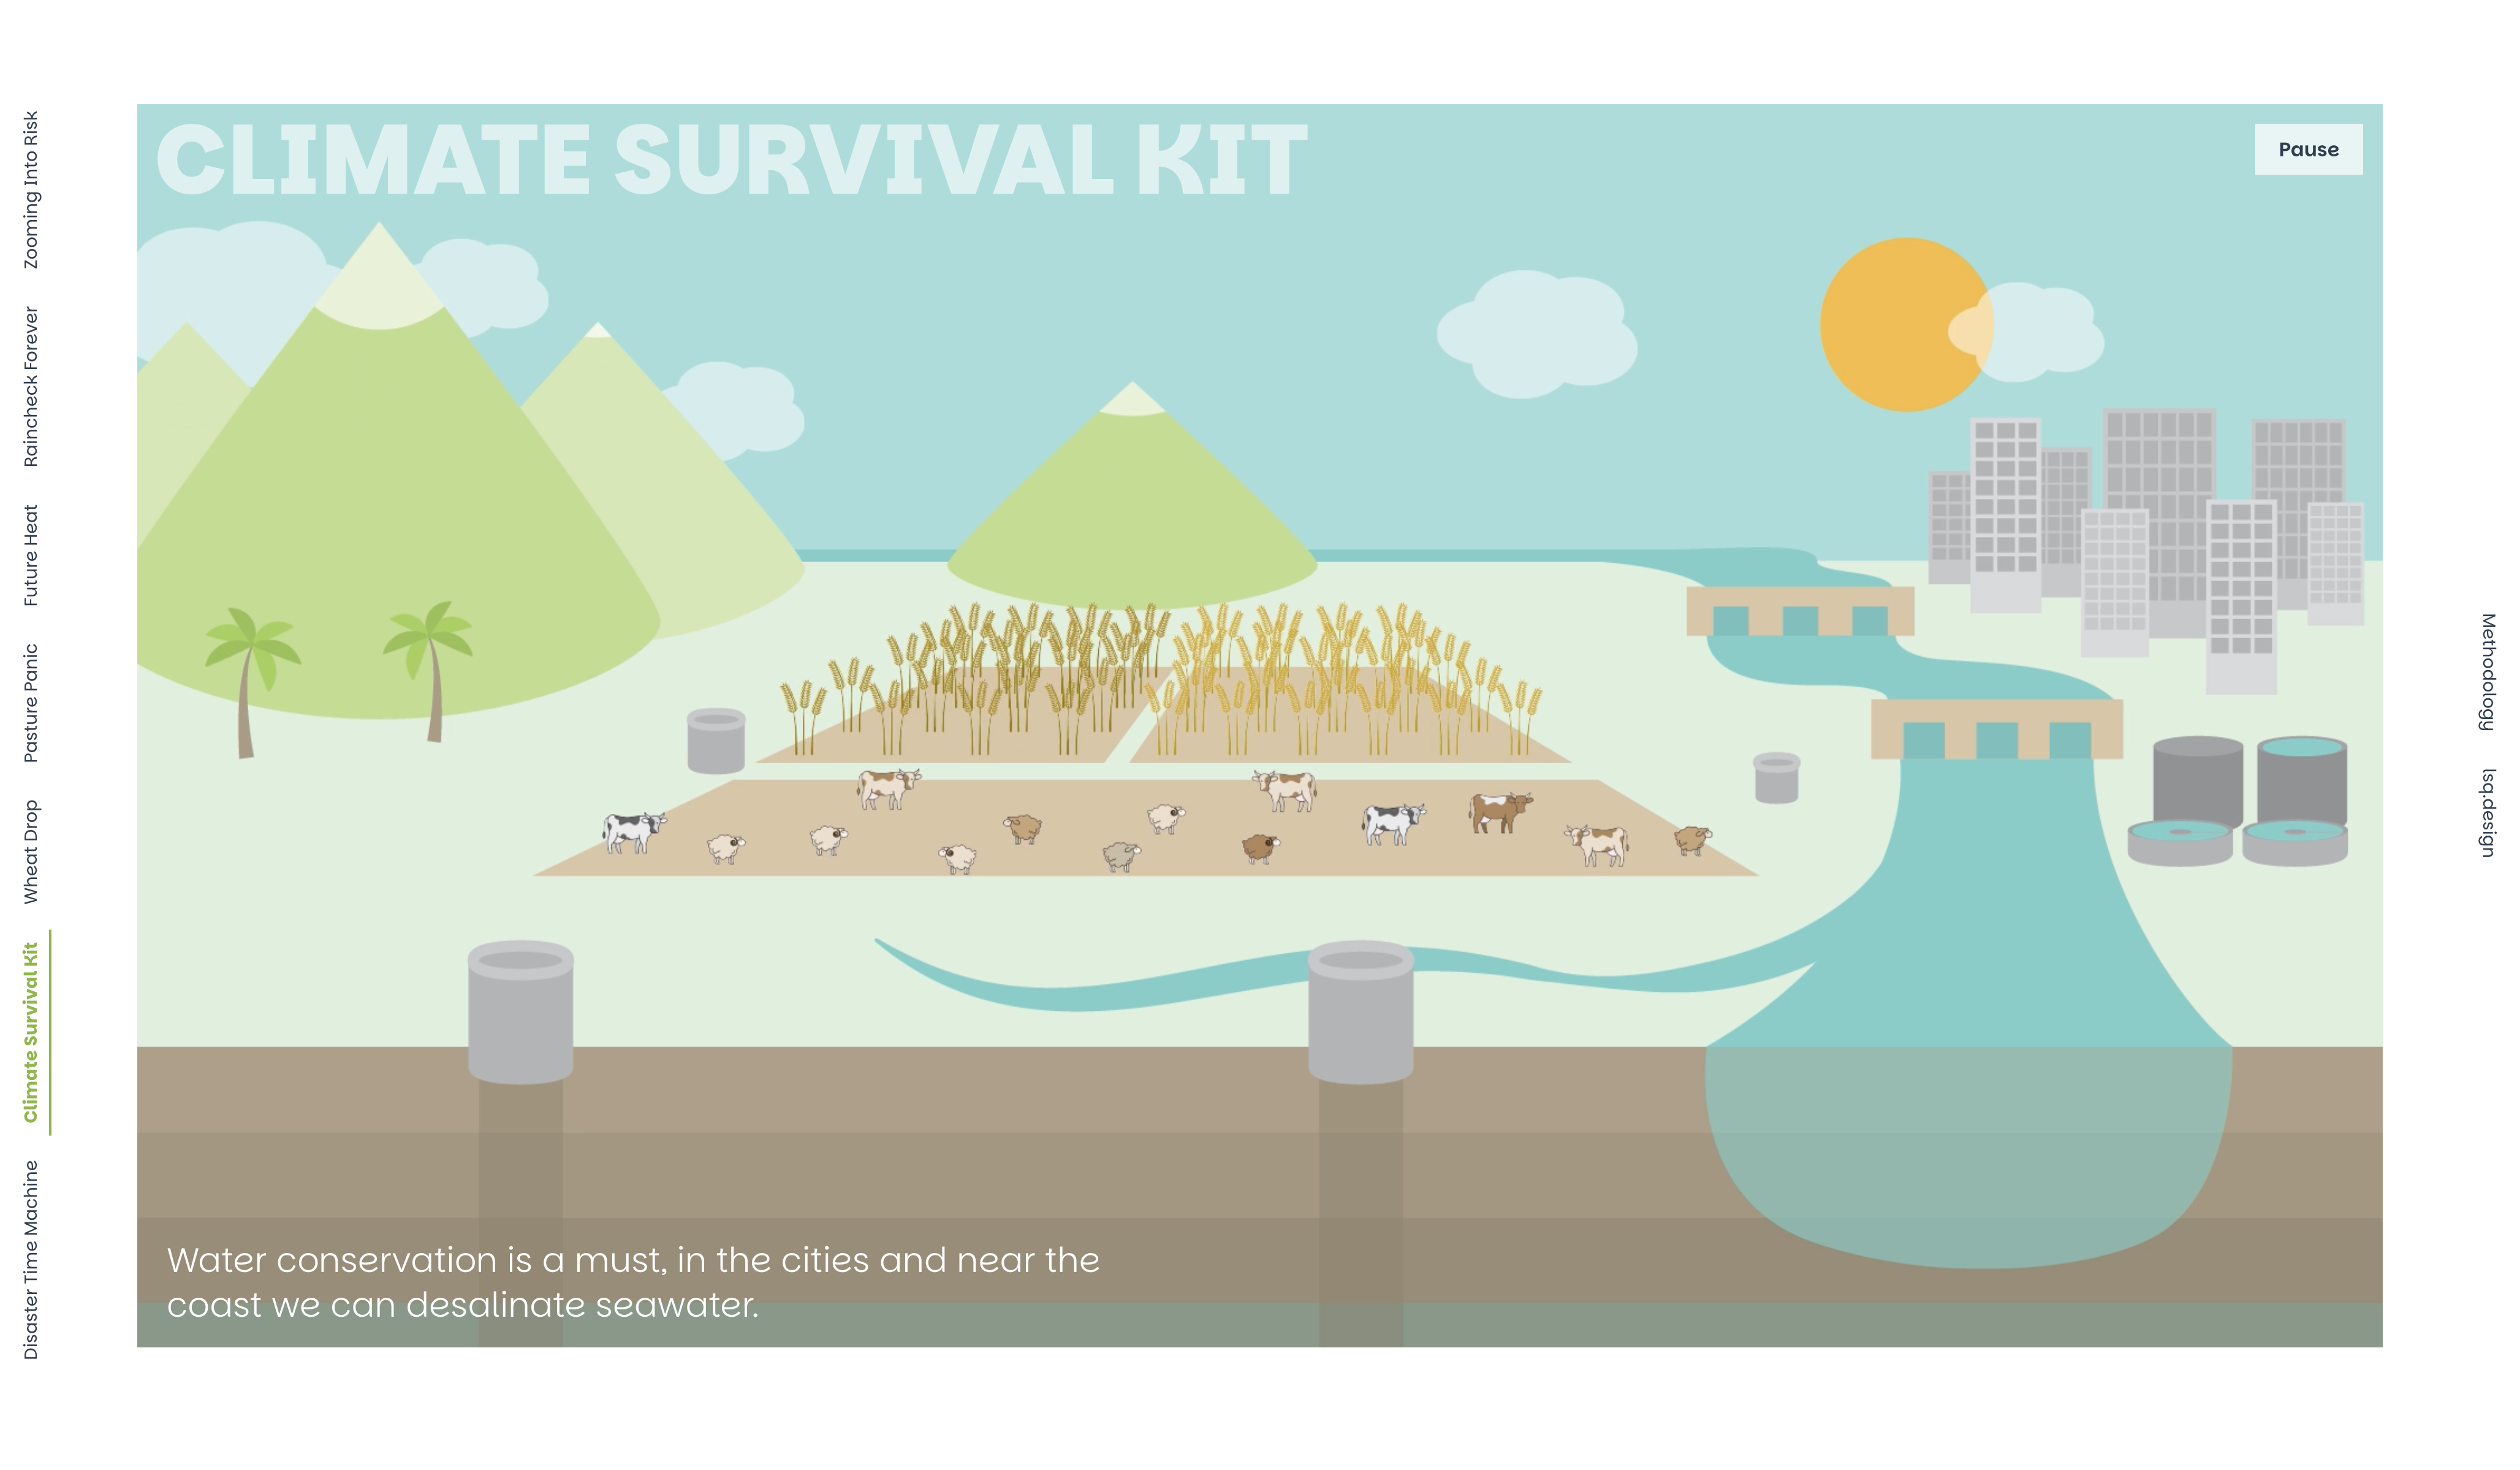 CLIMATE SURVIVAL KIT
Pause
Zooming Into Risk
Raincheck Forever
Future Heat
Pasture Panic
Wheat Drop
Climate Survival Kit
Disaster Time Machine
Methodology
lsq.design
Water conservation is a must, in the cities and near the
coast we can desalinate seawater.